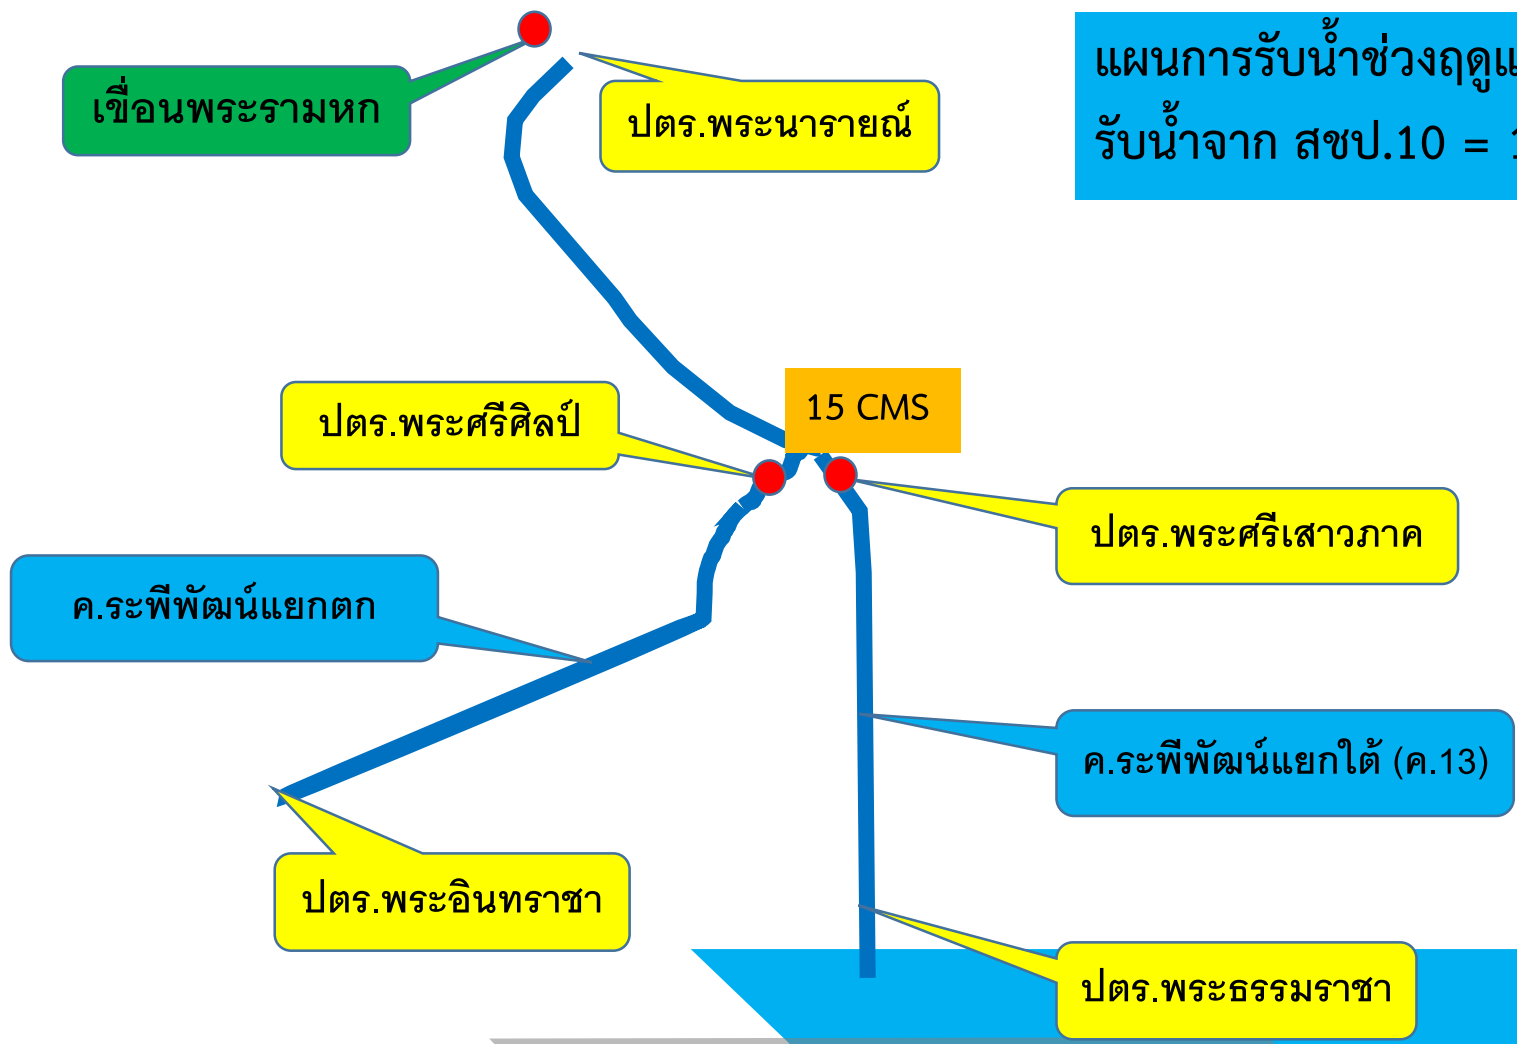 แผนการรับน้ำช่วงฤดูแ
รับน้ำจาก สชป.10 = 1
เขื่อนพระรามหก
ปตร.พระนารายณ์
15 CMS
ปตร.พระศรีศิลป์
ปตร.พระศรีเสาวภาค
ค.ระพีพัฒน์แยกตก
ค.ระพีพัฒน์แยกใต้ (ค.13)
ปตร.พระอินทราชา
ปตร.พระธรรมราชา